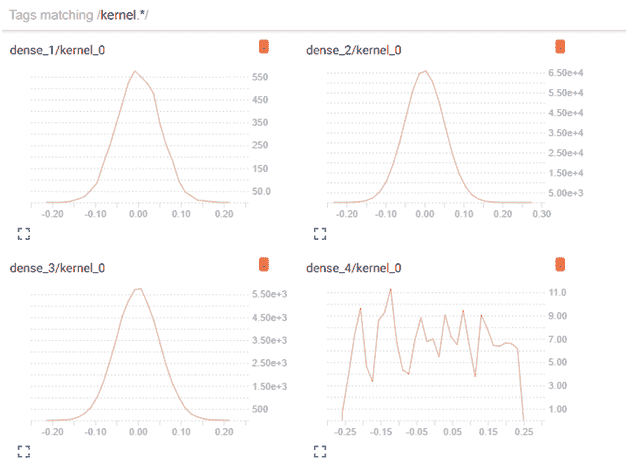 Tags matching /kernel.*/
dense_1/kernel_0
550
450
350
250
150
50.0
-0.20 -0.10 0.00 0.10 0.20
dense_2/kernel_0
6.50e+4
5.50e+4
4.50e+4
3.50e+4
2.50e+4
1.50e+4
5.00e+3
-0.20 -0.10 0.00 0.10 0.20 0.30
dense_3/kernel_0
5.50e+3
4.50e+3
3.50e+3
2.50e+3
1.50e+3
500
-0.20 -0.10 0.00 0.10 0.20
dense_4/kernel_0
11.0
9.00
7.00
5.00
3.00
1.00
-0.25 -0.15 -0.05 0.05 0.15 0.25